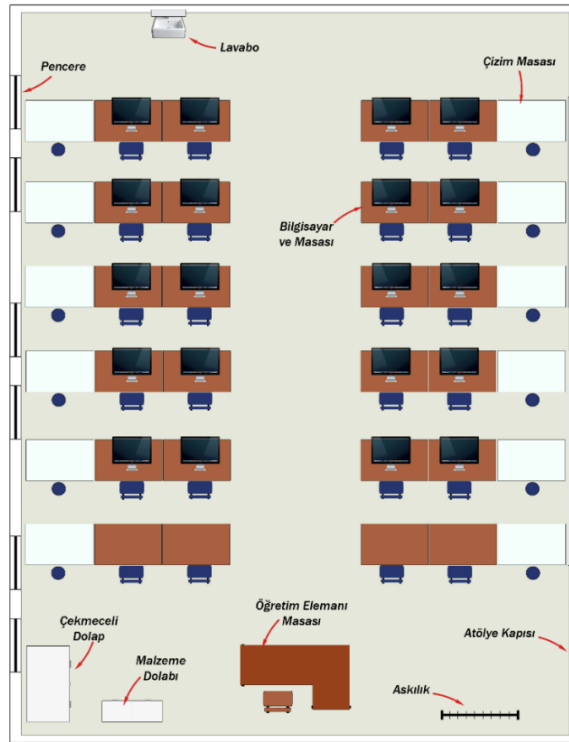 Lavabo
Pencere
Çizim Masası
Bilgisayar
ve Masası
Öğretim Elemanı
Masası
Çekmeceli
Dolap
Atölye Kapısı
Malzeme
Dolabı
Askılık